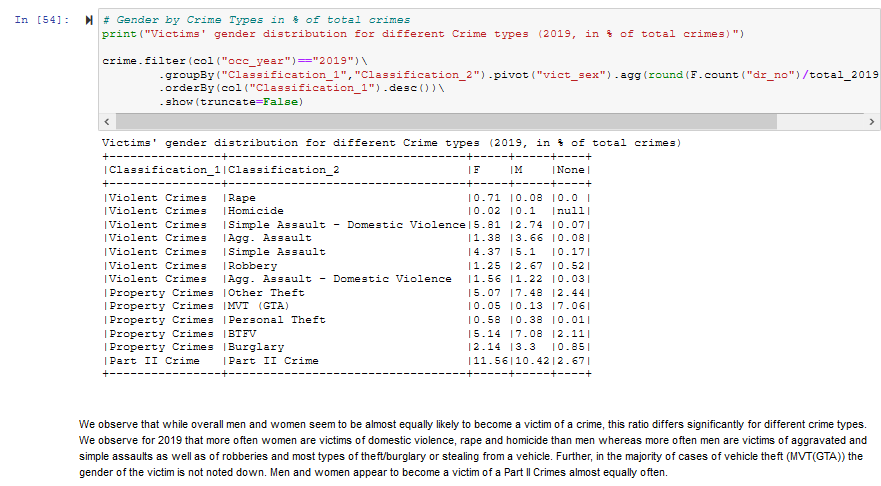 In [54]: # Gender by Crime Types in % of total crimes
print("Victims' gender distribution for different Crime types (2019, in % of total crimes)")
crime.filter(col("occ_year")=="2019")\
.groupBy("Classification_1","Classification_2").pivot("vict_sex").agg(round(F.count("dr_no")/total_2019
.orderBy(col("Classification_1").desc())\
.show(truncate=False)
Victims' gender distribution for different Crime types (2019, in % of total crimes)
+----------------+--------------------------------------+-----+-----+----+
|Classification_1|Classification_2 |F |M |None|
+----------------+--------------------------------------+-----+-----+----+
|Violent Crimes |Rape |0.71 |0.08 |0.0 |
|Violent Crimes |Homicide |0.02 |0.1 |null|
|Violent Crimes |Simple Assault - Domestic Violence|5.81 |2.74 |0.07|
|Violent Crimes |Agg. Assault |1.38 |3.66 |0.08|
|Violent Crimes |Simple Assault |4.37 |5.1 |0.17|
|Violent Crimes |Robbery |1.25 |2.67 |0.52|
|Violent Crimes |Agg. Assault - Domestic Violence |1.56 |1.22 |0.03|
|Property Crimes |Other Theft |5.07 |7.48 |2.44|
|Property Crimes |MVT (GTA) |0.05 |0.13 |7.06|
|Property Crimes |Personal Theft |0.58 |0.38 |0.01|
|Property Crimes |BTFV |5.14 |7.08 |2.11|
|Property Crimes |Burglary |2.14 |3.3 |0.85|
|Part II Crime |Part II Crime |11.56|10.42|2.67|
+----------------+--------------------------------------+-----+-----+----+
We observe that while overall men and women seem to be almost equally likely to become a victim of a crime, this ratio differs significantly for different crime types.
We observe for 2019 that more often women are victims of domestic violence, rape and homicide than men whereas more often men are victims of aggravated and
simple assaults as well as of robberies and most types of theft/burglary or stealing from a vehicle. Further, in the majority of cases of vehicle theft (MVT(GTA)) the
gender of the victim is not noted down. Men and women appear to become a victim of a Part II Crimes almost equally often.